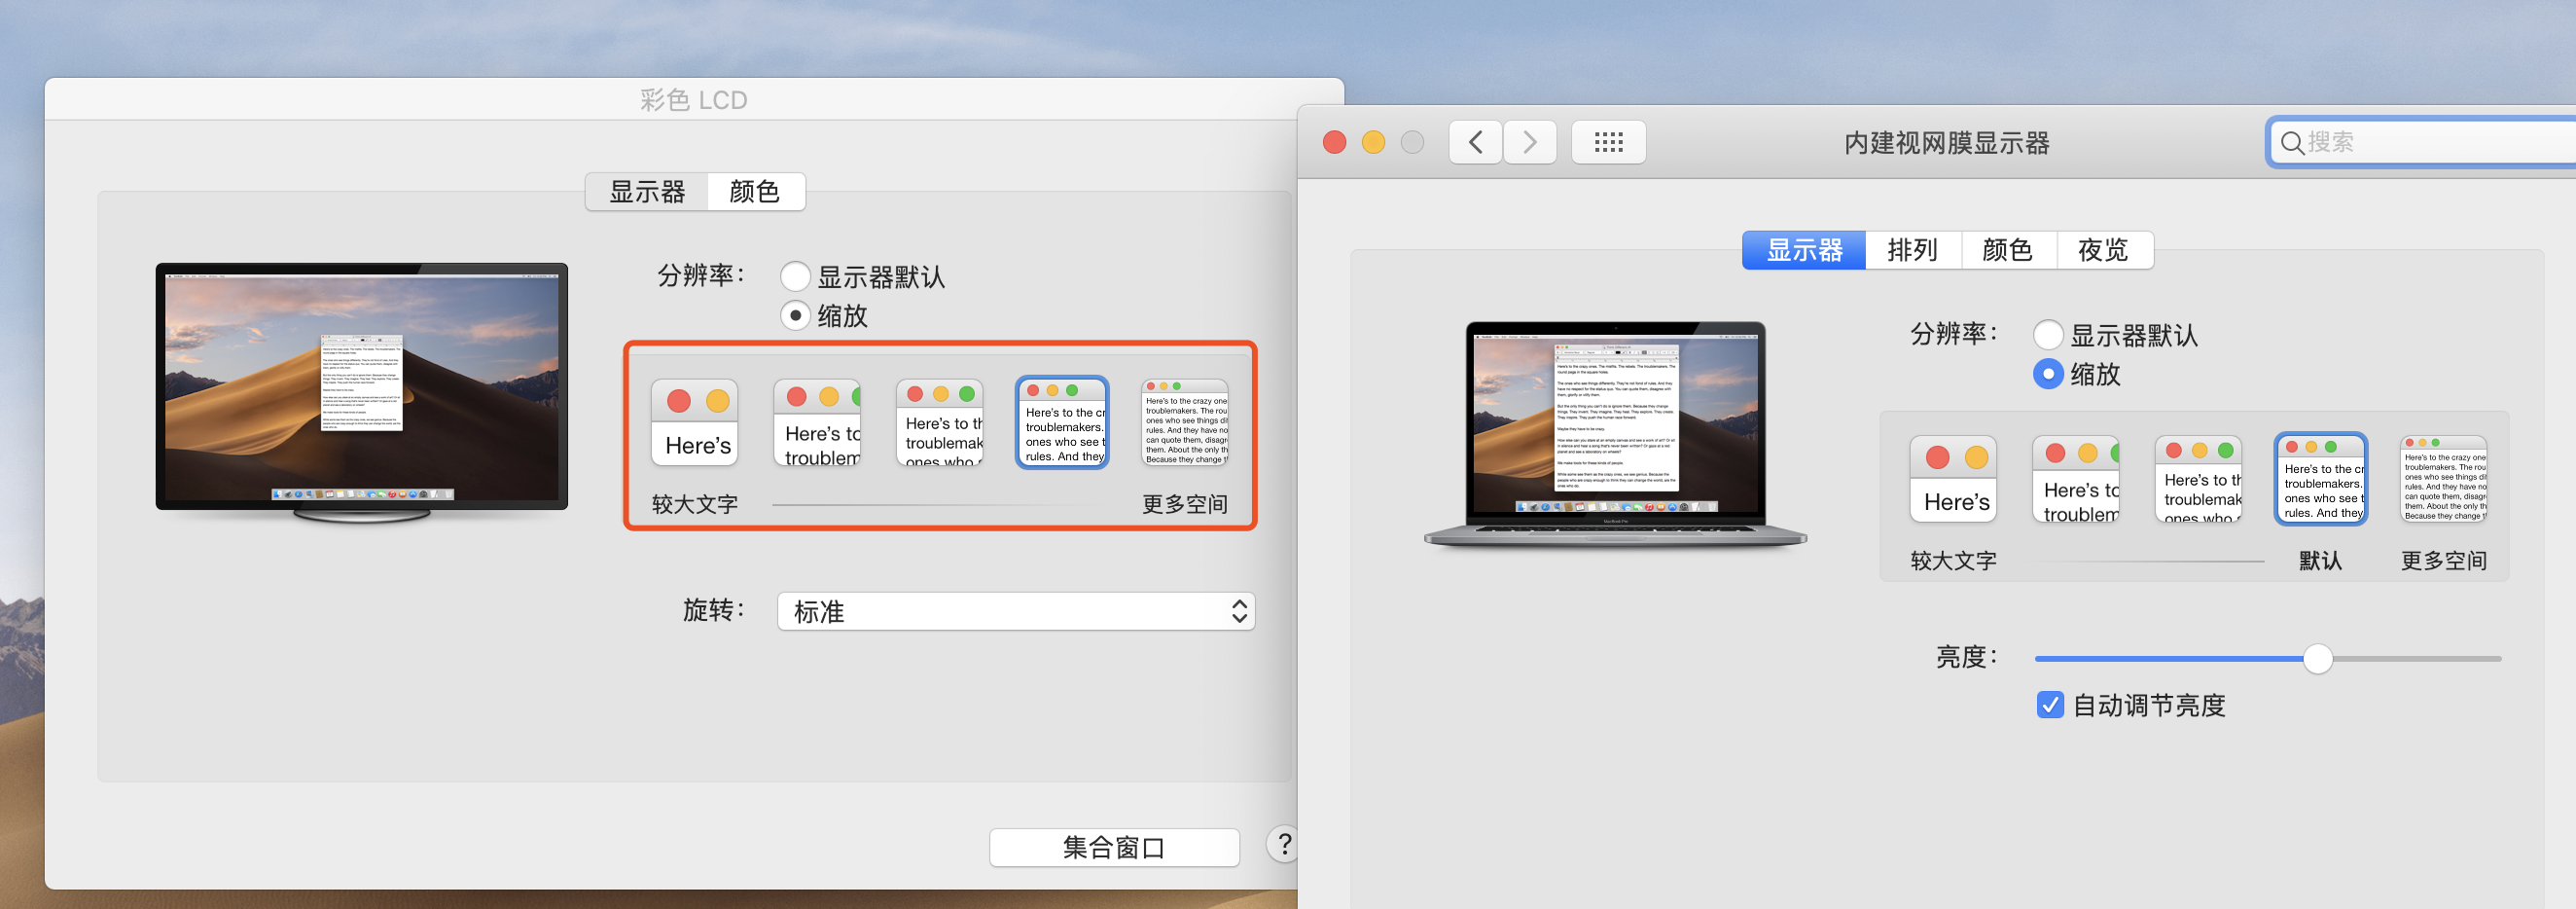 彩色 LCD
显示器 颜色
分辨率： 显示器默认
缩放
Here's
Here's to
troublem
Here's to th
troublemak
ones who
Here's to the cr
troublemakers.
ones who see t
rules. And they
Here's to the crazy one
troublemakers. The rou
ones who see things dif
rules. And they have no
can quote them, disagr
them. About the only th
Because they change t
较大文字 更多空间
旋转： 标准
集合窗口 ?
内建视网膜显示器
搜索
显示器 排列 颜色 夜览
分辨率： 显示器默认
缩放
Here's
Here's to
troublem
Here's to th
troublemak
ones who
Here's to the cr
troublemakers.
ones who see t
rules. And they
Here's to the crazy one
troublemakers. The rou
ones who see things dif
rules. And they have no
can quote them, disagr
them. About the only th
Because they change t
较大文字 默认 更多空间
亮度：
自动调节亮度